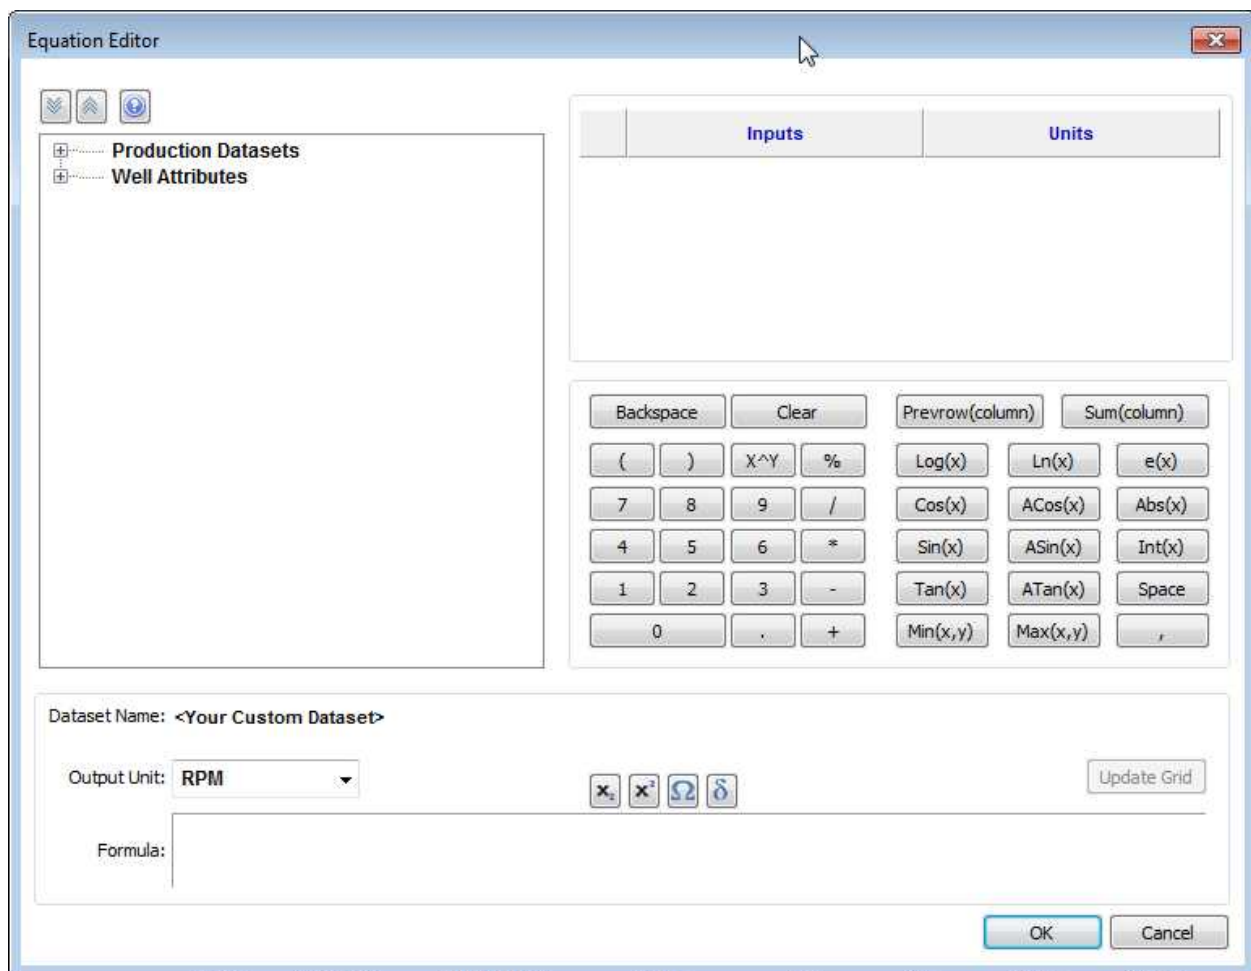 Equation Editor
Production Datasets
Well Attributes
Inputs Units
Backspace Clear Prevrow(column) Sum(column)
( ) X^Y % Log(x) Ln(x) e(x)
7 8 9 / Cos(x) ACos(x) Abs(x)
4 5 6 * Sin(x) ASin(x) Int(x)
1 2 3 - Tan(x) ATan(x) Space
0 . + Min(x,y) Max(x,y) ,
Dataset Name: <Your Custom Dataset>
Output Unit: RPM x₂ x² Ω δ Update Grid
Formula:
OK Cancel